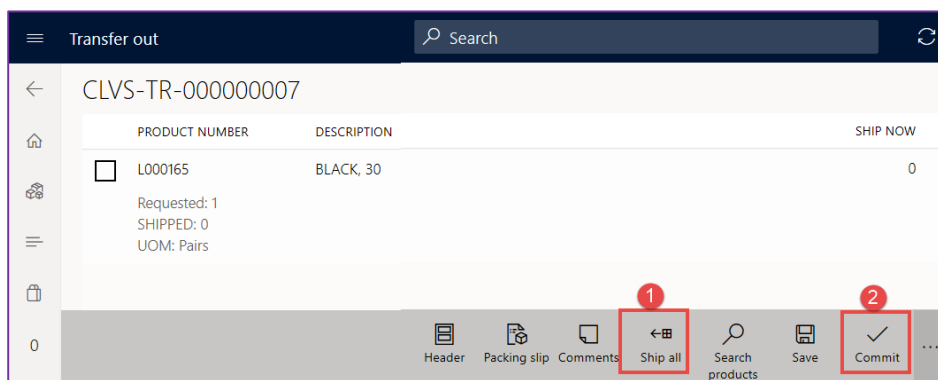 Transfer out
Search
CLVS-TR-000000007
PRODUCT NUMBER DESCRIPTION SHIP NOW
L000165 BLACK, 30 0
Requested: 1
SHIPPED: 0
UOM: Pairs
1 2
0
Header Packing slip Comments Ship all Search products Save Commit ...